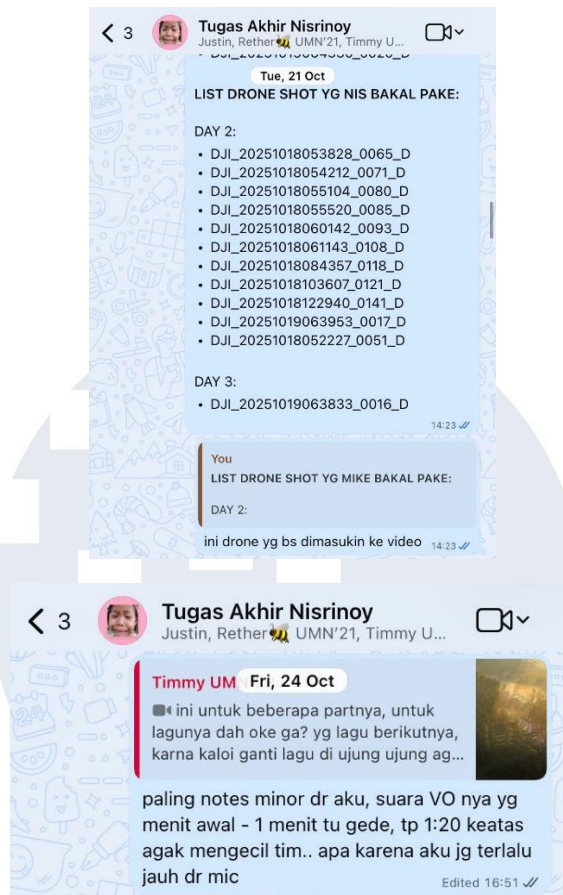 3
Tugas Akhir Nisrinoy
Justin, Rether🐝 UMN'21, Timmy U...
Tue, 21 Oct
LIST DRONE SHOT YG NIS BAKAL PAKE:
DAY 2:
• DJI_20251018053828_0065_D
• DJI_20251018054212_0071_D
• DJI_20251018055104_0080_D
• DJI_20251018055520_0085_D
• DJI_20251018060142_0093_D
• DJI_20251018061143_0108_D
• DJI_20251018084357_0118_D
• DJI_20251018103607_0121_D
• DJI_20251018122940_0141_D
• DJI_20251019063953_0017_D
• DJI_20251018052227_0051_D
DAY 3:
• DJI_20251019063833_0016_D
14:23
You
LIST DRONE SHOT YG MIKE BAKAL PAKE:
DAY 2:
ini drone yg bs dimasukin ke video 14:23
3
Tugas Akhir Nisrinoy
Justin, Rether🐝 UMN'21, Timmy U...
Timmy UM
Fri, 24 Oct
ini untuk beberapa partnya, untuk
lagunya dah oke ga? yg lagu berikutnya,
karna kaloi ganti lagu di ujung ujung ag...
paling notes minor dr aku, suara VO nya yg
menit awal - 1 menit tu gede, tp 1:20 keatas
agak mengecil tim.. apa karena aku jg terlalu
jauh dr mic
Edited 16:51